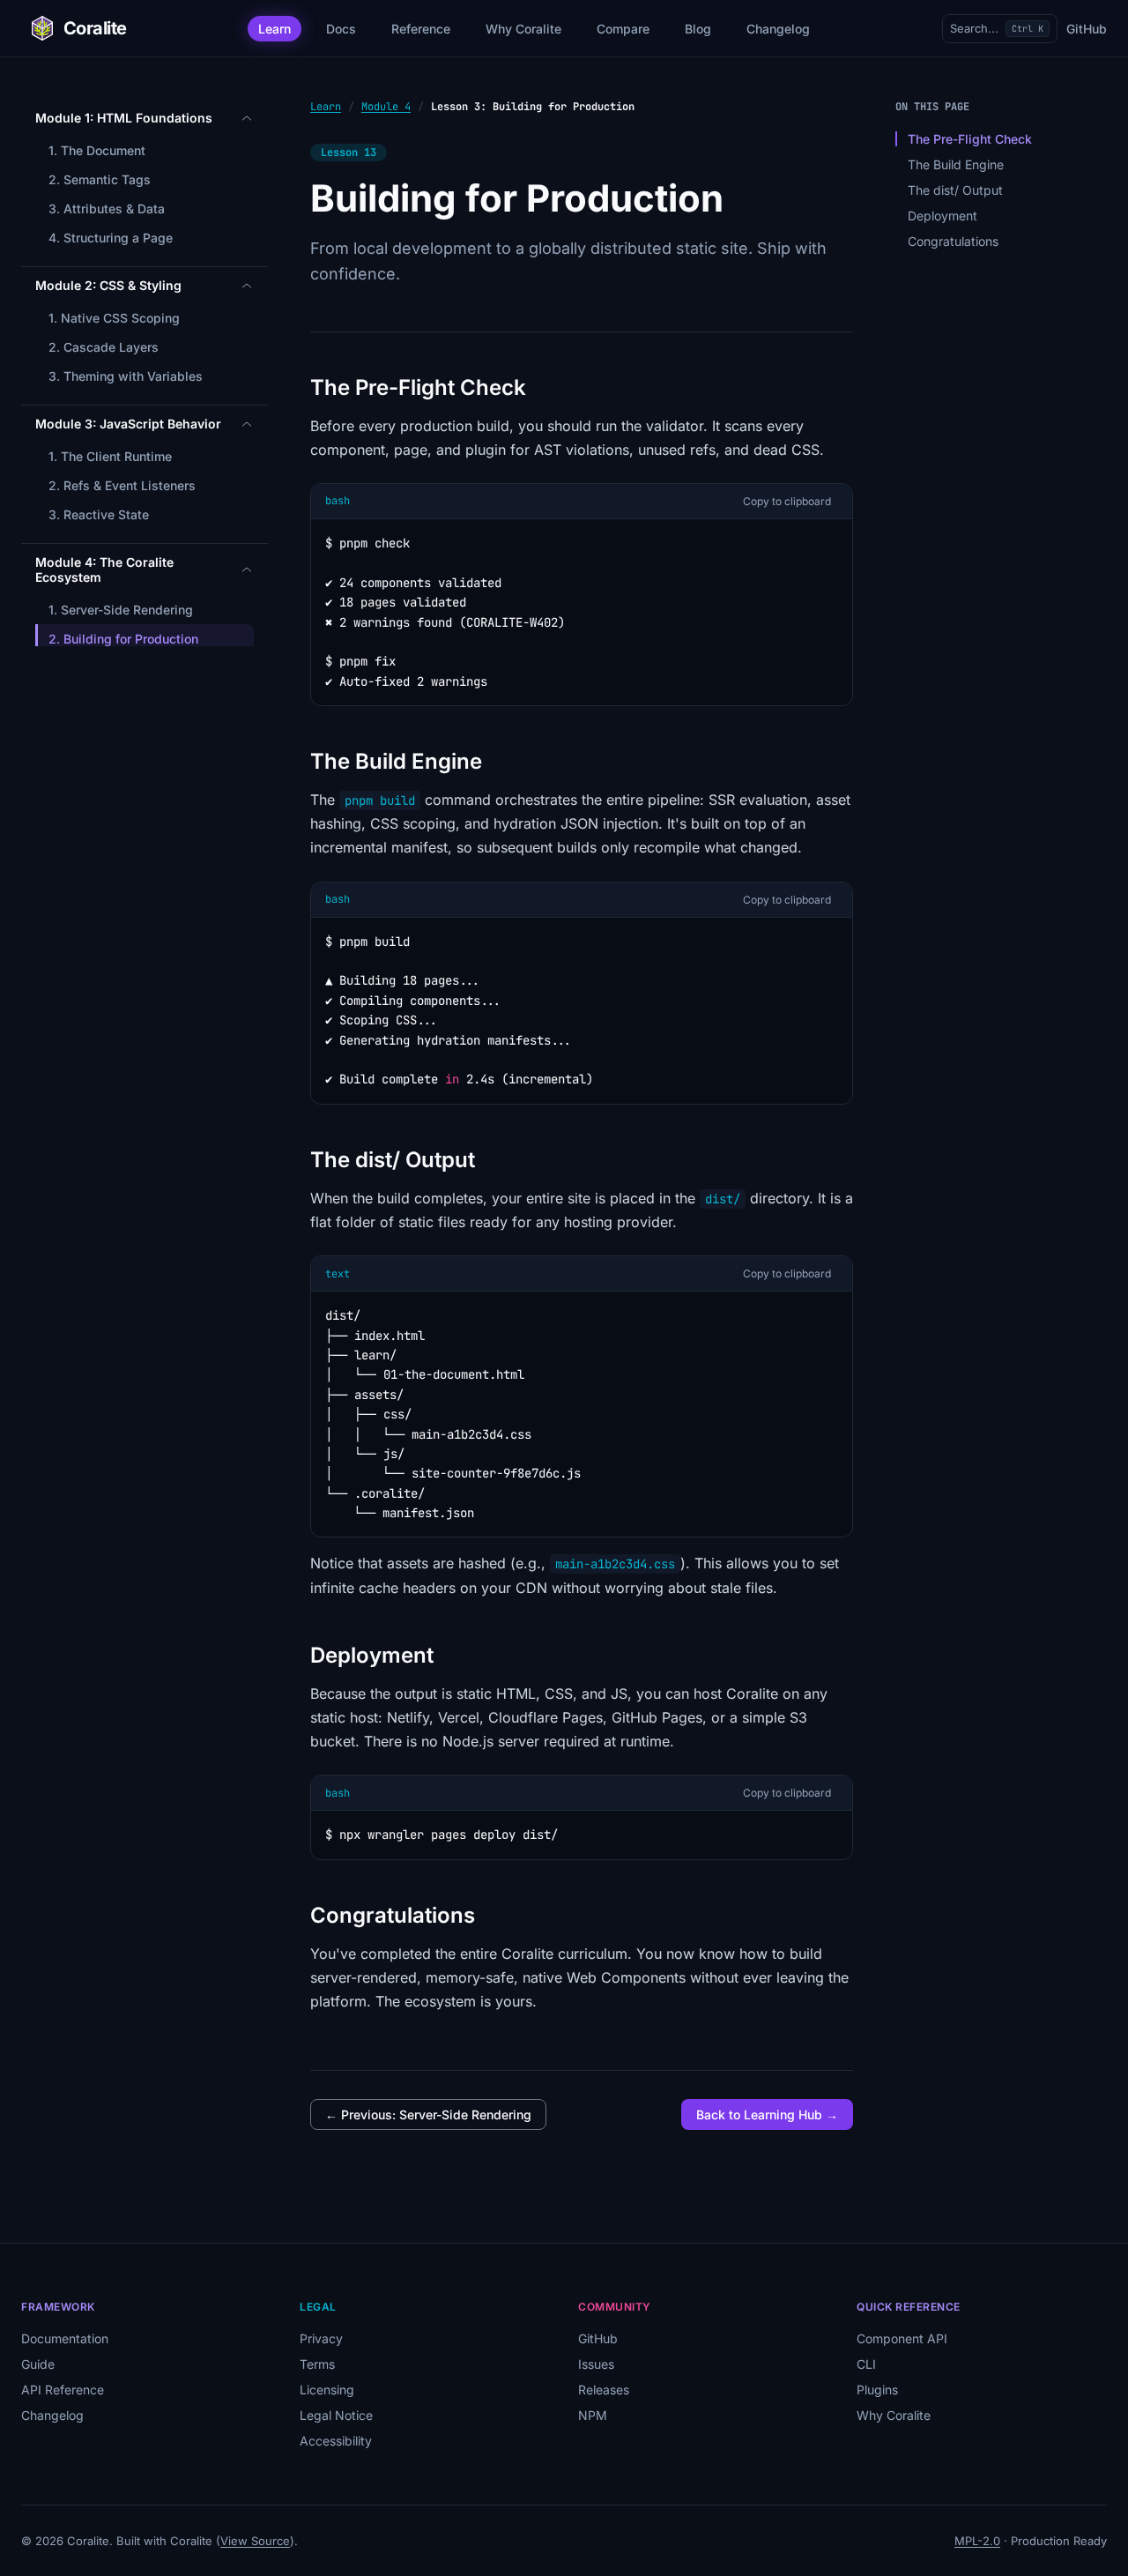 Coralite
Learn
Docs
Reference
Why Coralite
Compare
Blog
Changelog
Search...
Ctrl K
GitHub
Module 1: HTML Foundations
1. The Document
2. Semantic Tags
3. Attributes & Data
4. Structuring a Page
Module 2: CSS & Styling
1. Native CSS Scoping
2. Cascade Layers
3. Theming with Variables
Module 3: JavaScript Behavior
1. The Client Runtime
2. Refs & Event Listeners
3. Reactive State
Module 4: The Coralite
Ecosystem
1. Server-Side Rendering
2. Building for Production
Learn / Module 4 / Lesson 3: Building for Production
Lesson 13
Building for Production
From local development to a globally distributed static site. Ship with
confidence.
The Pre-Flight Check
Before every production build, you should run the validator. It scans every
component, page, and plugin for AST violations, unused refs, and dead CSS.
bash
Copy to clipboard
$ pnpm check
✔ 24 components validated
✔ 18 pages validated
✖ 2 warnings found (CORALITE-W402)
$ pnpm fix
✔ Auto-fixed 2 warnings
The Build Engine
The pnpm build command orchestrates the entire pipeline: SSR evaluation, asset
hashing, CSS scoping, and hydration JSON injection. It's built on top of an
incremental manifest, so subsequent builds only recompile what changed.
bash
Copy to clipboard
$ pnpm build
▲ Building 18 pages...
✔ Compiling components...
✔ Scoping CSS...
✔ Generating hydration manifests...
✔ Build complete in 2.4s (incremental)
The dist/ Output
When the build completes, your entire site is placed in the dist/ directory. It is a
flat folder of static files ready for any hosting provider.
text
Copy to clipboard
dist/
├── index.html
├── learn/
│   └── 01-the-document.html
├── assets/
│   ├── css/
│   │   └── main-a1b2c3d4.css
│   └── js/
│       └── site-counter-9f8e7d6c.js
└── .coralite/
    └── manifest.json
Notice that assets are hashed (e.g., main-a1b2c3d4.css). This allows you to set
infinite cache headers on your CDN without worrying about stale files.
Deployment
Because the output is static HTML, CSS, and JS, you can host Coralite on any
static host: Netlify, Vercel, Cloudflare Pages, GitHub Pages, or a simple S3
bucket. There is no Node.js server required at runtime.
bash
Copy to clipboard
$ npx wrangler pages deploy dist/
Congratulations
You've completed the entire Coralite curriculum. You now know how to build
server-rendered, memory-safe, native Web Components without ever leaving the
platform. The ecosystem is yours.
← Previous: Server-Side Rendering
Back to Learning Hub →
ON THIS PAGE
The Pre-Flight Check
The Build Engine
The dist/ Output
Deployment
Congratulations
FRAMEWORK
Documentation
Guide
API Reference
Changelog
LEGAL
Privacy
Terms
Licensing
Legal Notice
Accessibility
COMMUNITY
GitHub
Issues
Releases
NPM
QUICK REFERENCE
Component API
CLI
Plugins
Why Coralite
© 2026 Coralite. Built with Coralite (View Source).
MPL-2.0 · Production Ready